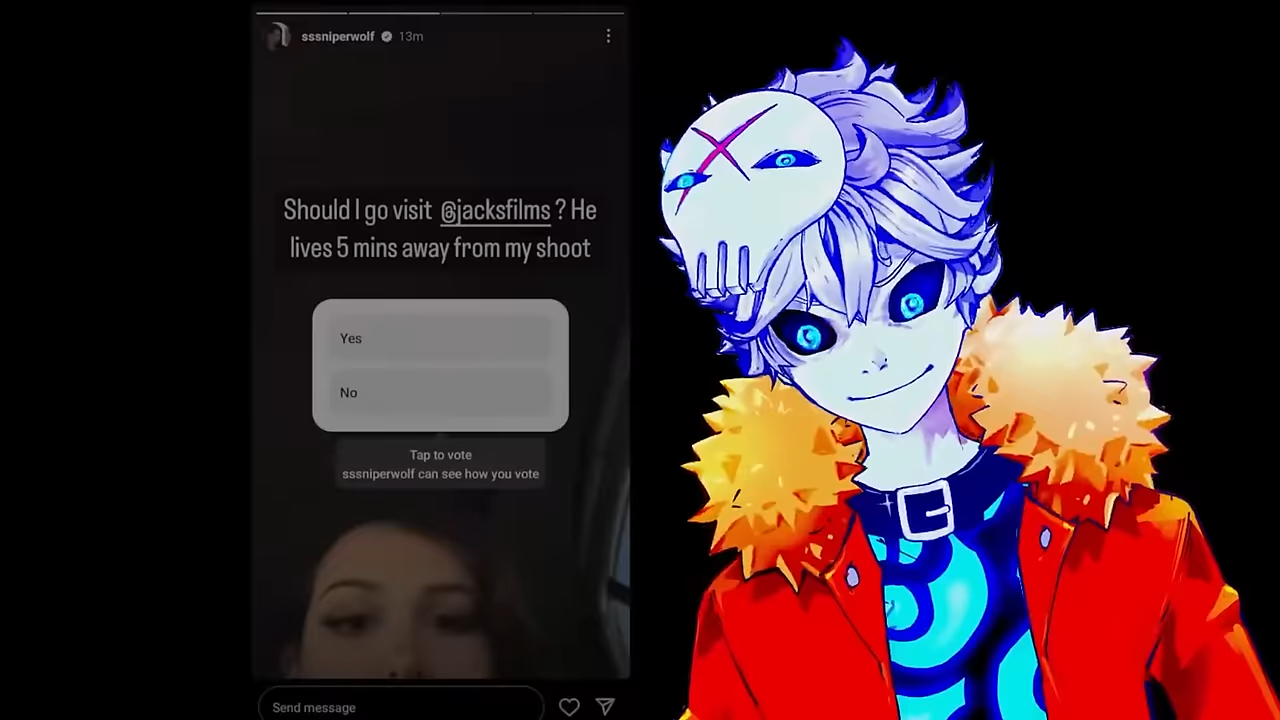 sssniperwolf 13m
Should I go visit @jacksfilms ? He
lives 5 mins away from my shoot
Yes
No
Tap to vote
sssniperwolf can see how you vote
Send message